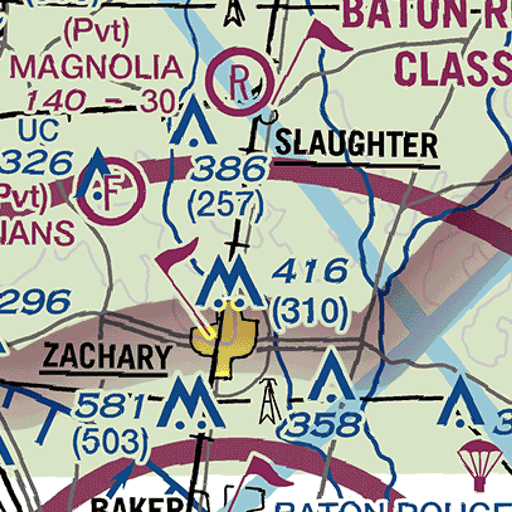 (Pvt)
MAGNOLIA
140 - 30
R
BATON-R
CLASS
UC
326
SLAUGHTER
386
(257)
Pvt)
F
296
416
(310)
ZACHARY
581
(503)
358
3
BAKER
BATON ROUGE